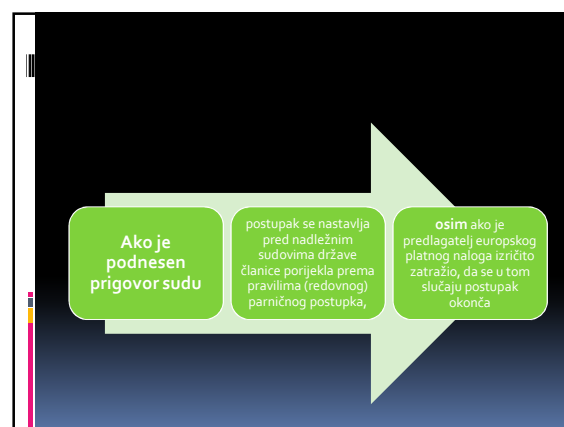 Ako je
podnesen
prigovor sudu
postupak se nastavlja
pred nadležnim
sudovima države
članice porijekla prema
pravilima (redovnog)
parničnog postupka,
osim ako je
predlagatelj europskog
platnog naloga izričito
zatražio, da se u tom
slučaju postupak
okonča